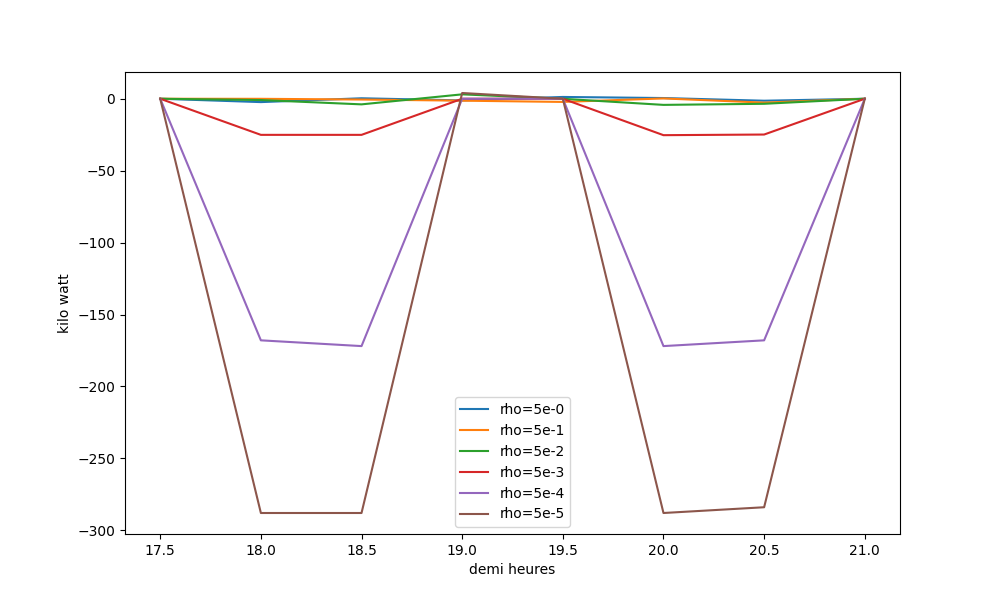 0
−50
−100
−150
−200
−250
−300
kilo watt
rho=5e-0
rho=5e-1
rho=5e-2
rho=5e-3
rho=5e-4
rho=5e-5
17.5 18.0 18.5 19.0 19.5 20.0 20.5 21.0
demi heures